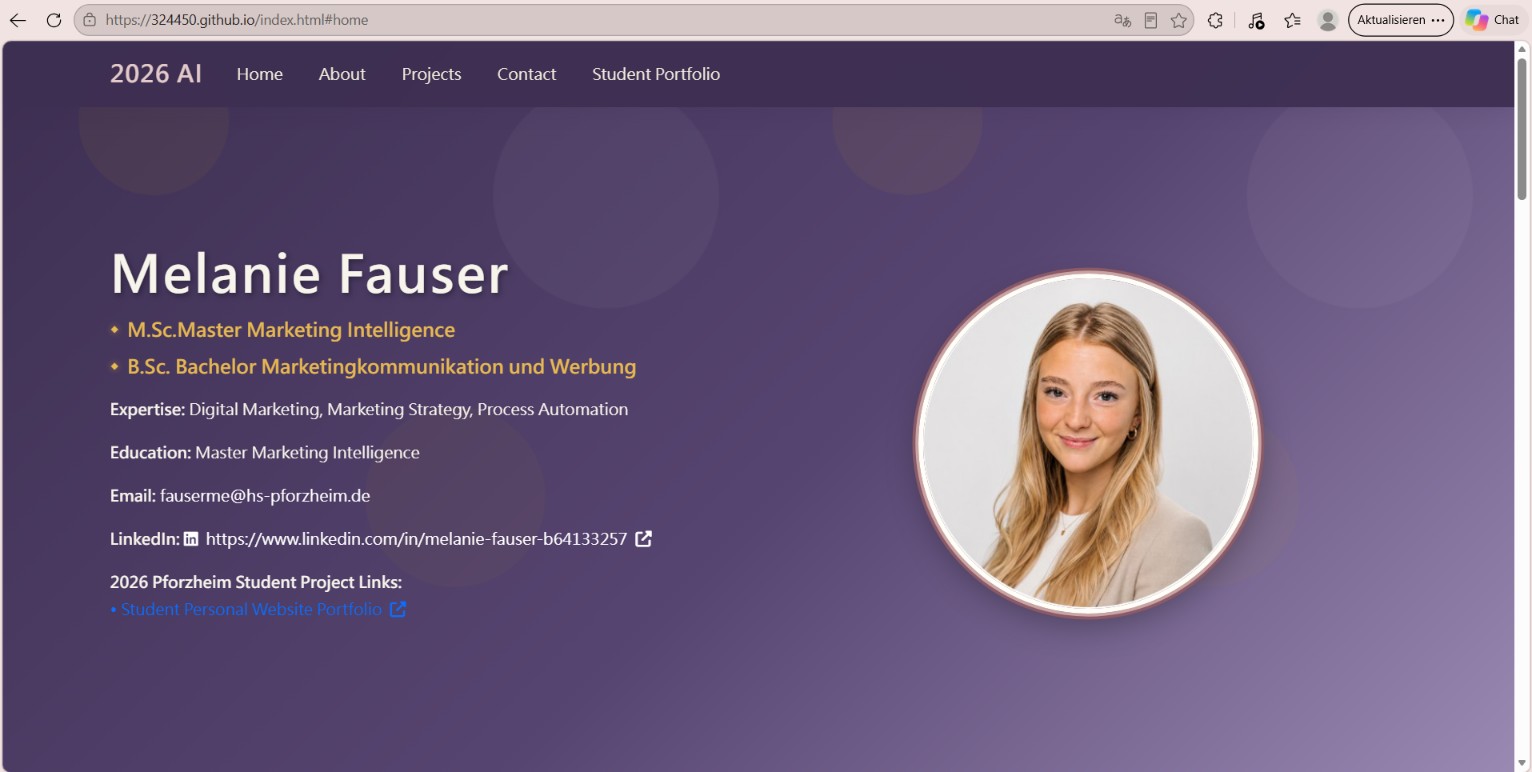 https://324450.github.io/index.html#home
Aktualisieren
Chat
2026 AI
Home
About
Projects
Contact
Student Portfolio
Melanie Fauser
M.Sc.Master Marketing Intelligence
B.Sc. Bachelor Marketingkommunikation und Werbung
Expertise: Digital Marketing, Marketing Strategy, Process Automation
Education: Master Marketing Intelligence
Email: fauserme@hs-pforzheim.de
LinkedIn: https://www.linkedin.com/in/melanie-fauser-b64133257
2026 Pforzheim Student Project Links:
• Student Personal Website Portfolio